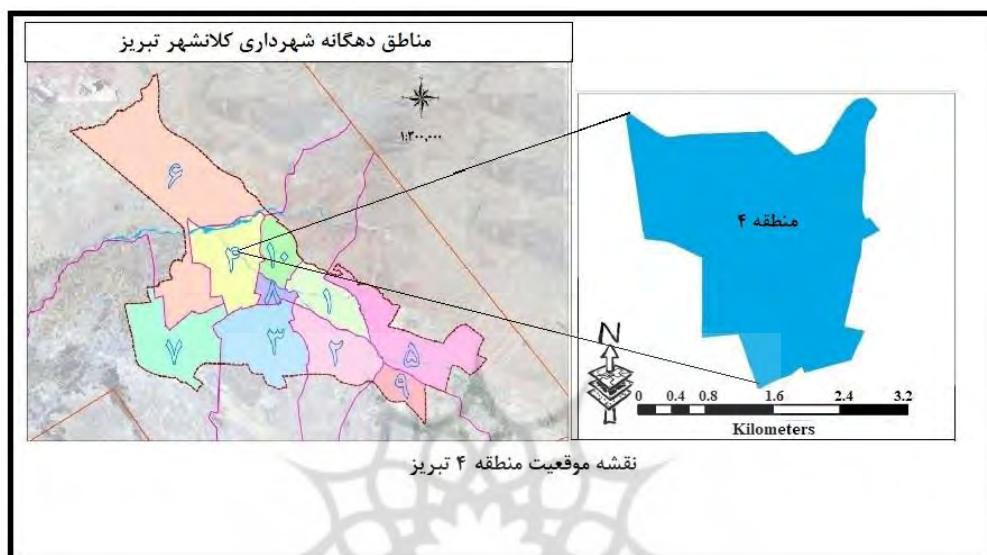 مناطق دهگانه شهرداری کلانشهر تبریز
۱:۳۰۰,۰۰۰
۶
۴
۱۰
۸
۱
۷
۳
۲
۵
۹
منطقه ۴
N
0 0.4 0.8 1.6 2.4 3.2
Kilometers
نقشه موقعیت منطقه ۴ تبریز